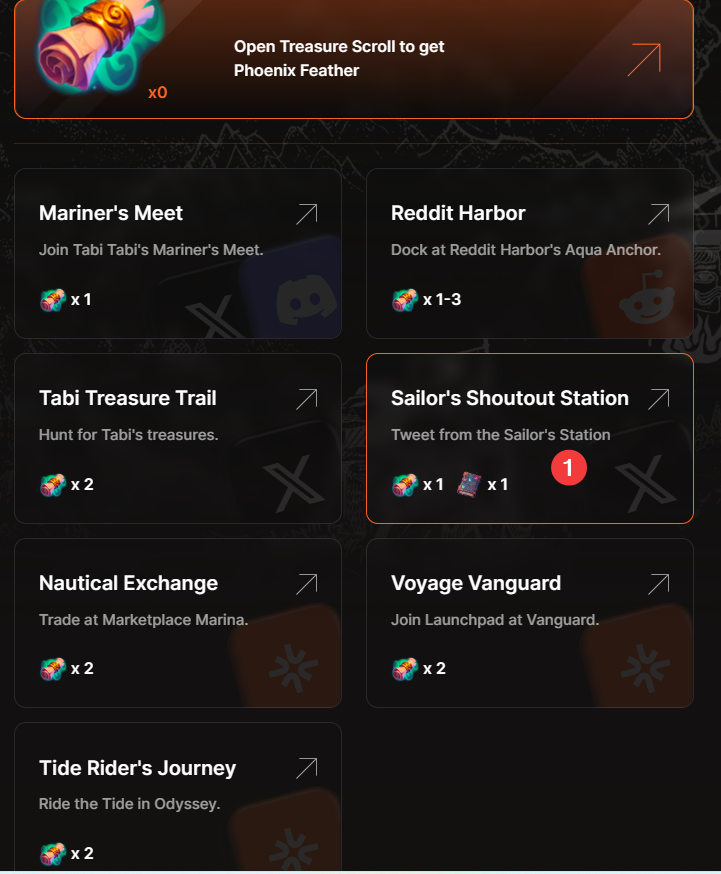 Open Treasure Scroll to get
Phoenix Feather
x0
Mariner's Meet
Join Tabi Tabi's Mariner's Meet.
x 1
Reddit Harbor
Dock at Reddit Harbor's Aqua Anchor.
x 1-3
Tabi Treasure Trail
Hunt for Tabi's treasures.
x 2
Sailor's Shoutout Station
Tweet from the Sailor's Station
x 1 x 1
1
Nautical Exchange
Trade at Marketplace Marina.
x 2
Voyage Vanguard
Join Launchpad at Vanguard.
x 2
Tide Rider's Journey
Ride the Tide in Odyssey.
x 2